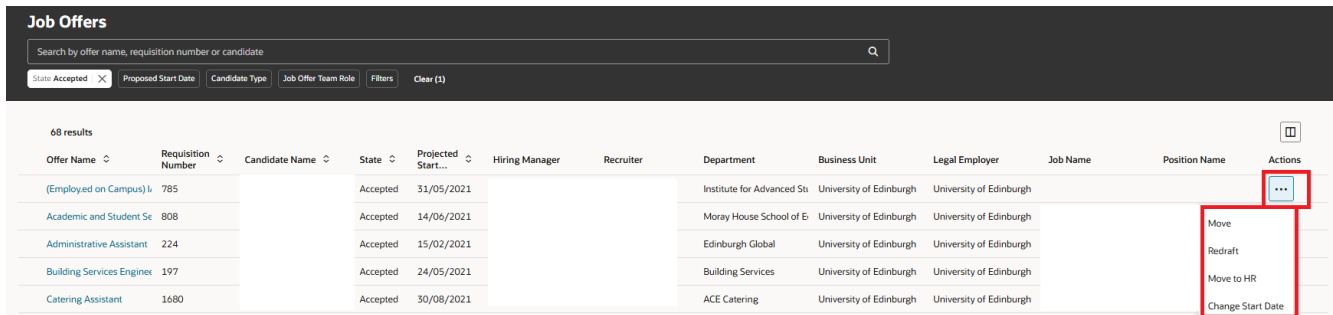 Job Offers
Search by offer name, requisition number or candidate
State Accepted Proposed Start Date Candidate Type Job Offer Team Role Filters Clear (1)
68 results
Offer Name Requisition Number Candidate Name State Projected Start... Hiring Manager Recruiter Department Business Unit Legal Employer Job Name Position Name Actions
(Employ.ed on Campus) I/ 785 Accepted 31/05/2021 Institute for Advanced Stu University of Edinburgh University of Edinburgh ...
Academic and Student Se 808 Accepted 14/06/2021 Moray House School of E University of Edinburgh University of Edinburgh Move
Administrative Assistant 224 Accepted 15/02/2021 Edinburgh Global University of Edinburgh University of Edinburgh Redraft
Building Services Enginee 197 Accepted 24/05/2021 Building Services University of Edinburgh University of Edinburgh Move to HR
Catering Assistant 1680 Accepted 30/08/2021 ACE Catering University of Edinburgh University of Edinburgh Change Start Date